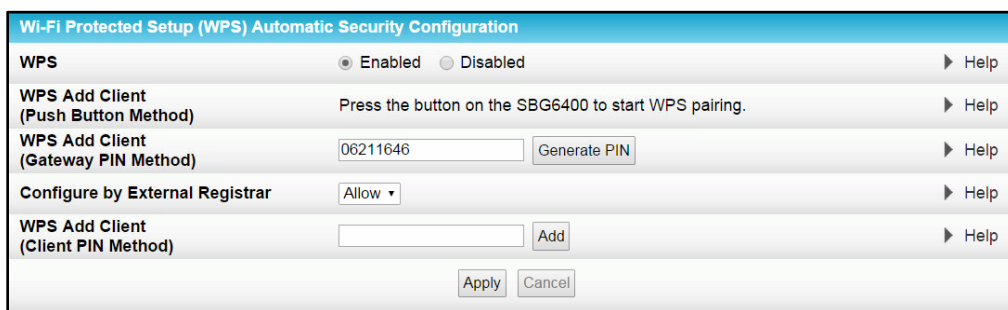 Wi-Fi Protected Setup (WPS) Automatic Security Configuration
WPS Enabled Disabled Help
WPS Add Client
(Push Button Method) Press the button on the SBG6400 to start WPS pairing. Help
WPS Add Client
(Gateway PIN Method) 06211646 Generate PIN Help
Configure by External Registrar Allow Help
WPS Add Client
(Client PIN Method) Add Help
Apply Cancel